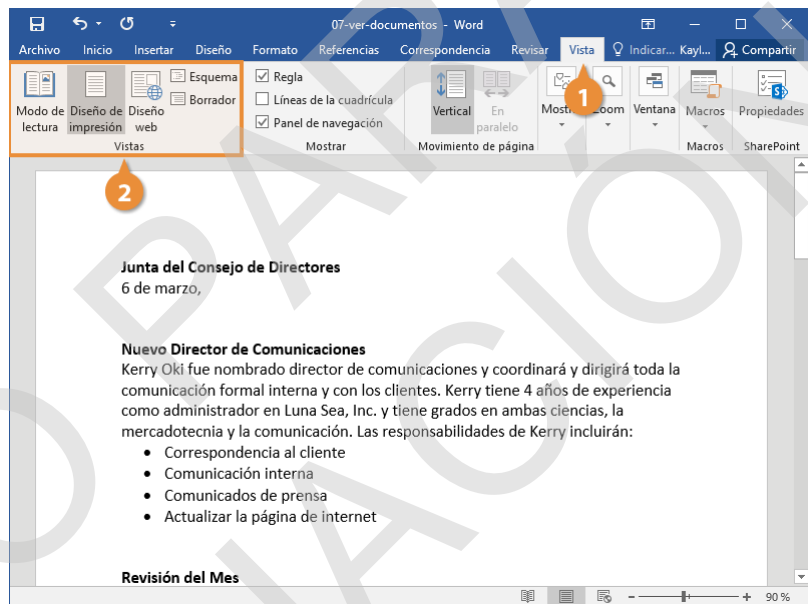 07-ver-documentos - Word
Archivo Inicio Insertar Diseño Formato Referencias Correspondencia Revisar Vista Indicar... Kayl... Compartir
Modo de lectura
Diseño de impresión
Diseño web
Esquema
Borrador
Vistas
Regla
Líneas de la cuadrícula
Panel de navegación
Mostrar
Vertical
En paralelo
Movimiento de página
Zoom
Ventana
Macros
Macros
Propiedades
SharePoint
1
2
Junta del Consejo de Directores
6 de marzo,
Nuevo Director de Comunicaciones
Kerry Oki fue nombrado director de comunicaciones y coordinará y dirigirá toda la
comunicación formal interna y con los clientes. Kerry tiene 4 años de experiencia
como administrador en Luna Sea, Inc. y tiene grados en ambas ciencias, la
mercadotecnia y la comunicación. Las responsabilidades de Kerry incluirán:
• Correspondencia al cliente
• Comunicación interna
• Comunicados de prensa
• Actualizar la página de internet
Revisión del Mes
90 %